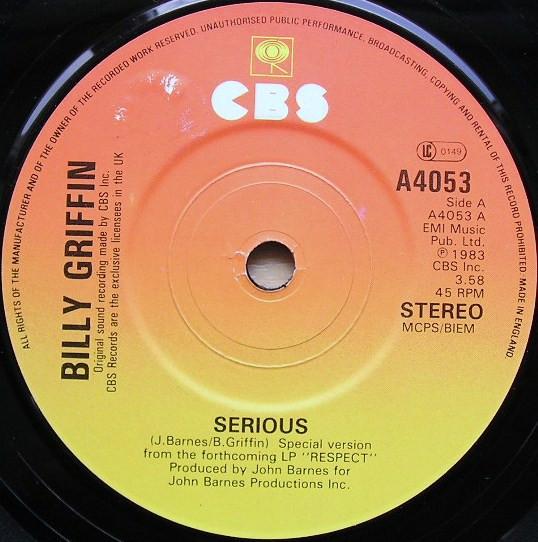 ALL RIGHTS OF THE MANUFACTURER AND OF THE OWNER OF THE RECORDED WORK RESERVED. UNAUTHORISED PUBLIC PERFORMANCE, BROADCASTING, COPYING AND RENTAL OF THIS RECORD PROHIBITED. MADE IN ENGLAND.
CBS
LC 0149
BILLY GRIFFIN
Original sound recording made by CBS Inc.
CBS Records are the exclusive licensees in the UK
A4053
Side A
A4053 A
EMI Music
Pub. Ltd.
Ⓟ 1983
CBS Inc.
3.58
45 RPM
STEREO
MCPS/BIEM
SERIOUS
(J.Barnes/B.Griffin) Special version
from the forthcoming LP ''RESPECT''
Produced by John Barnes for
John Barnes Productions Inc.